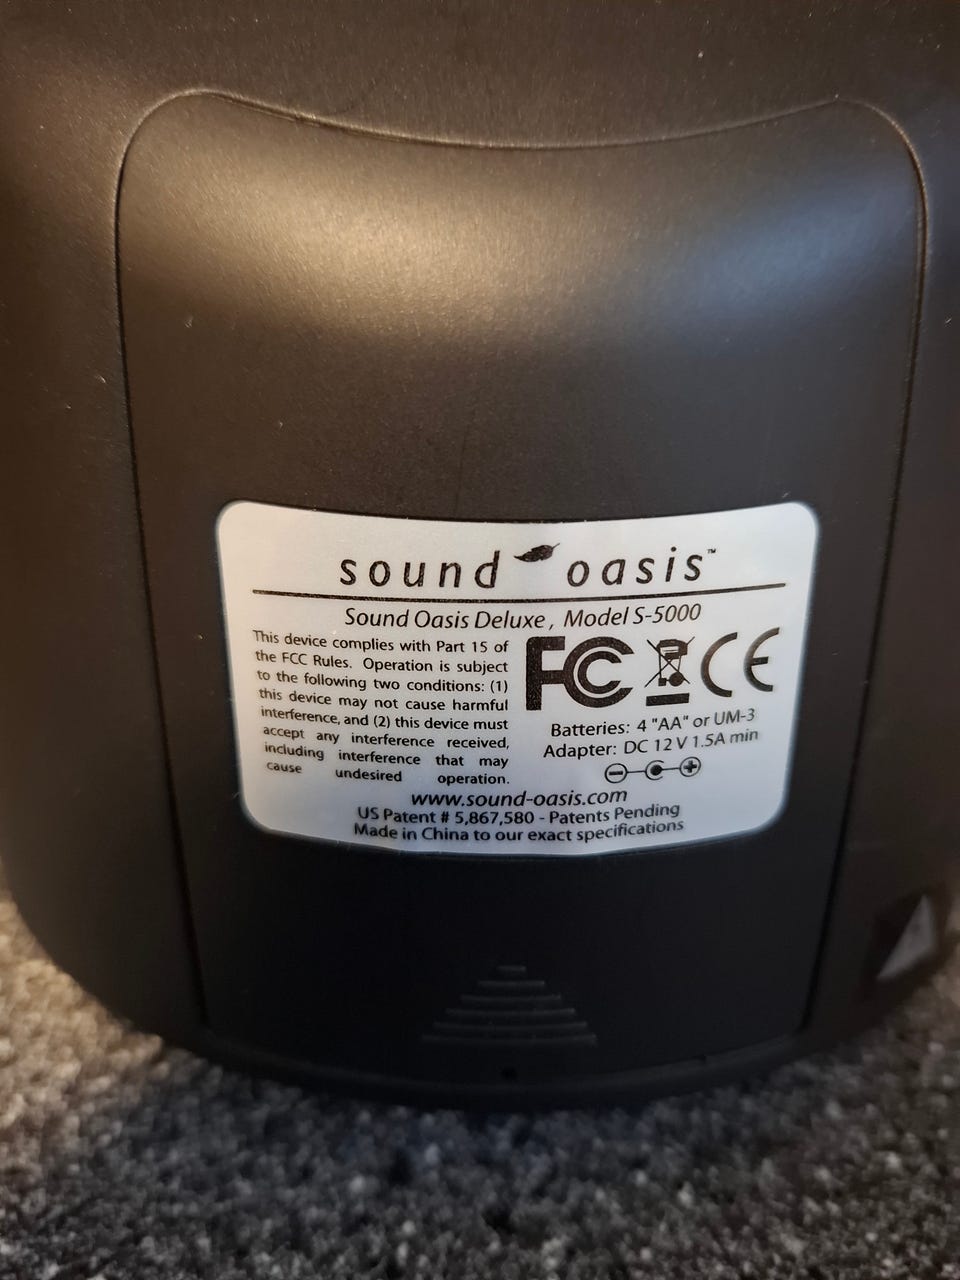 sound oasis™
Sound Oasis Deluxe, Model S-5000
This device complies with Part 15 of
the FCC Rules. Operation is subject
to the following two conditions: (1)
this device may not cause harmful
interference, and (2) this device must
accept any interference received,
including interference that may
cause undesired operation.
FC CE
Batteries: 4 "AA" or UM-3
Adapter: DC 12 V 1.5A min
www.sound-oasis.com
US Patent # 5,867,580 - Patents Pending
Made in China to our exact specifications